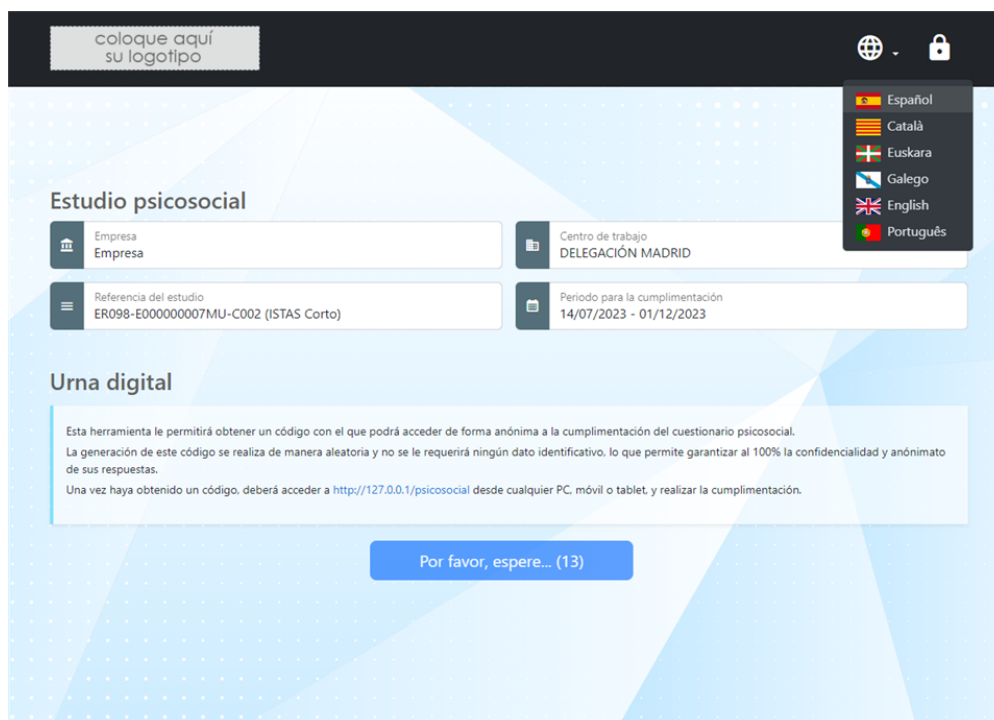 coloque aquí
su logotipo
Español
Català
Euskara
Galego
English
Português
Estudio psicosocial
Empresa
Empresa
Centro de trabajo
DELEGACIÓN MADRID
Referencia del estudio
ER098-E000000007MU-C002 (ISTAS Corto)
Periodo para la cumplimentación
14/07/2023 - 01/12/2023
Urna digital
Esta herramienta le permitirá obtener un código con el que podrá acceder de forma anónima a la cumplimentación del cuestionario psicosocial.
La generación de este código se realiza de manera aleatoria y no se le requerirá ningún dato identificativo, lo que permite garantizar al 100% la confidencialidad y anónimato
de sus respuestas.
Una vez haya obtenido un código, deberá acceder a http://127.0.0.1/psicosocial desde cualquier PC, móvil o tablet, y realizar la cumplimentación.
Por favor, espere... (13)